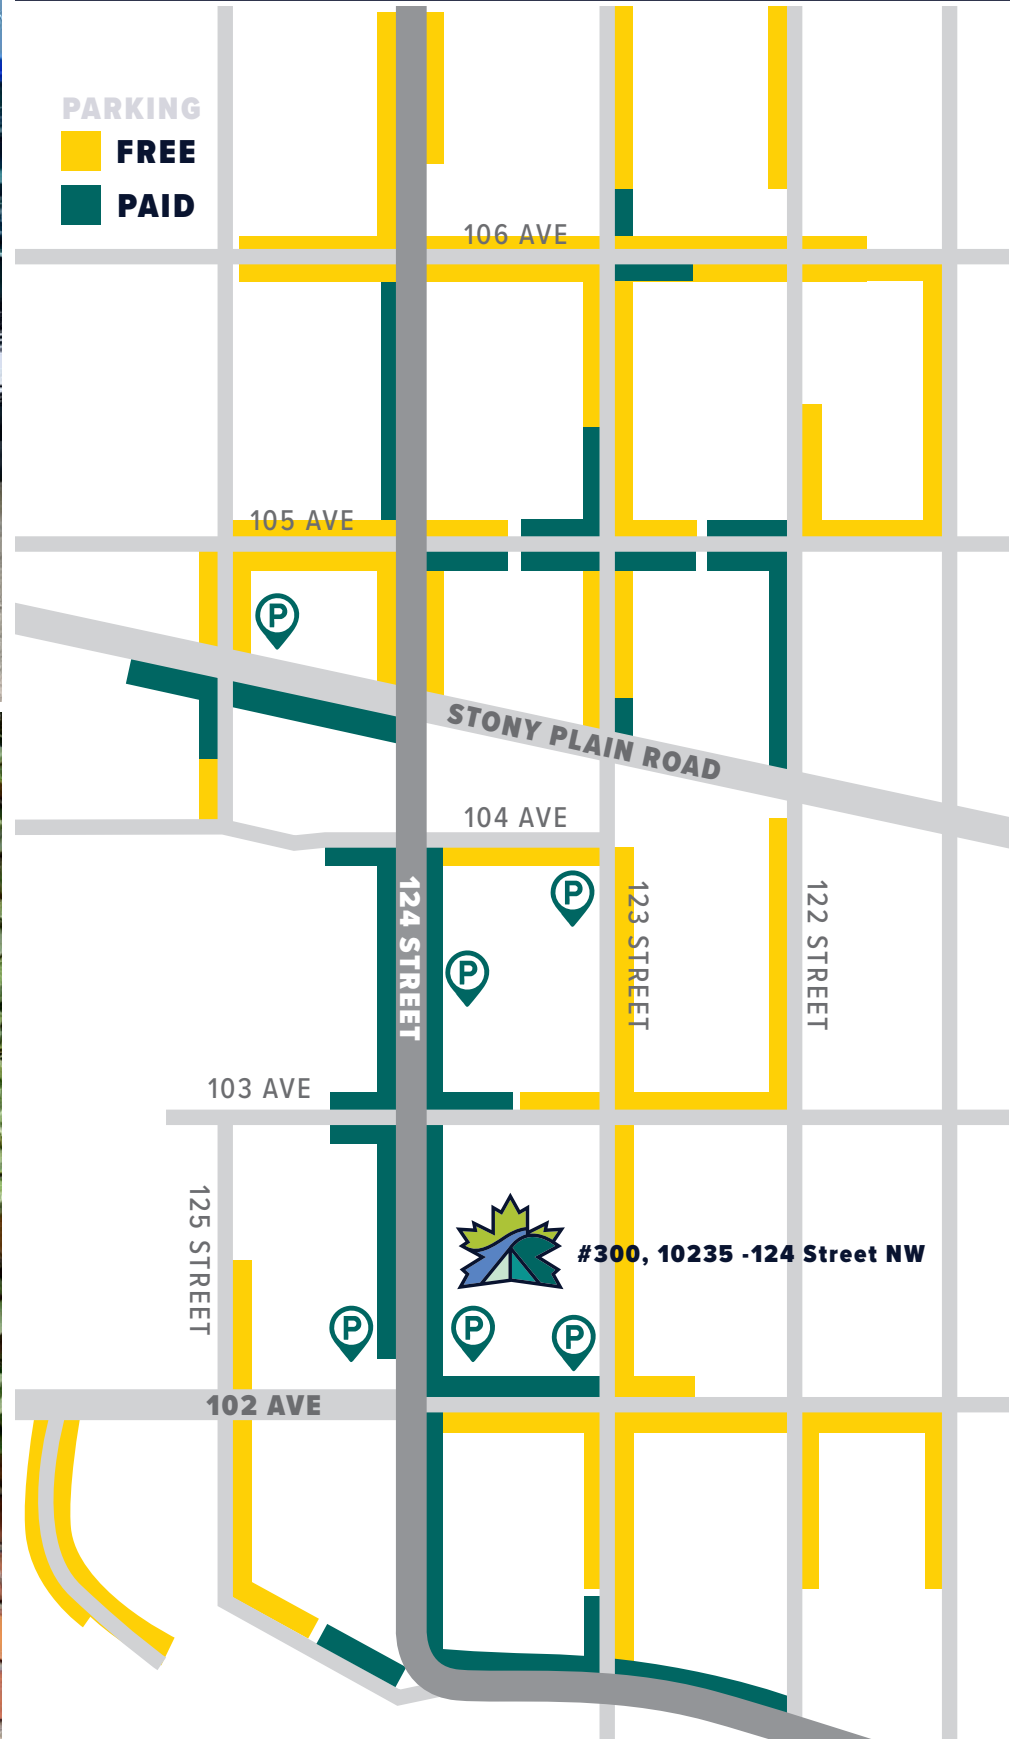 PARKING
FREE
PAID
106 AVE
105 AVE
P
STONY PLAIN ROAD
104 AVE
P
124 STREET
123 STREET
122 STREET
P
103 AVE
125 STREET
#300, 10235 -124 Street NW
P
P
P
102 AVE